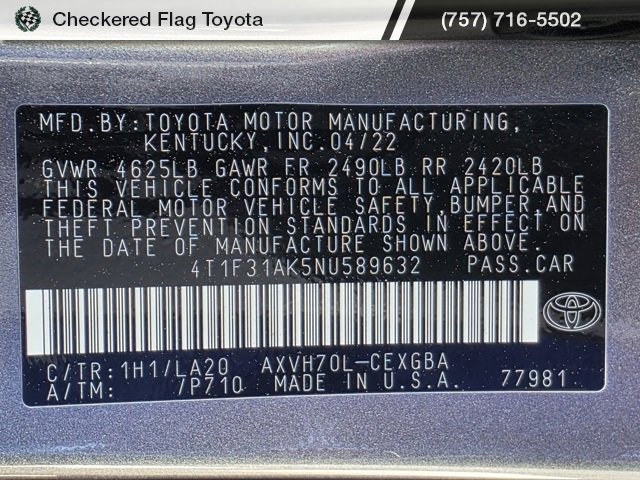 Checkered Flag Toyota (757) 716-5502
MFD.BY:TOYOTA MOTOR MANUFACTURING,
KENTUCKY,INC.04/22
GVWR 4625LB GAWR FR 2490LB RR 2420LB
THIS VEHICLE CONFORMS TO ALL APPLICABLE
FEDERAL MOTOR VEHICLE SAFETY,BUMPER,AND
THEFT PREVENTION STANDARDS IN EFFECT ON
THE DATE OF MANUFACTURE SHOWN ABOVE.
4T1F31AK5NU589632 PASS.CAR
C/TR:1H1/LA20 AXVH70L-CEXGBA
A/TM: 7P710 MADE IN U.S.A. 77981